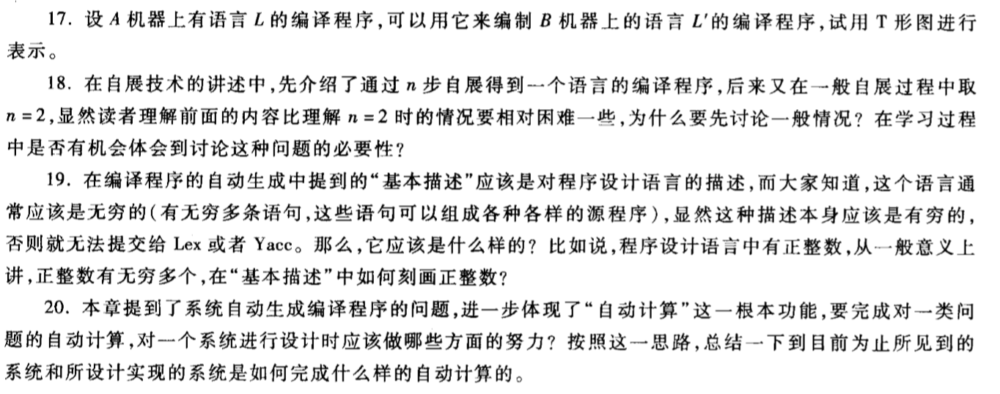 17. 设 A 机器上有语言 L 的编译程序,可以用它来编制 B 机器上的语言 L′的编译程序,试用 T 形图进行
表示。
18. 在自展技术的讲述中,先介绍了通过 n 步自展得到一个语言的编译程序,后来又在一般自展过程中取
n = 2,显然读者理解前面的内容比理解 n = 2 时的情况要相对困难一些,为什么要先讨论一般情况? 在学习过程
中是否有机会体会到讨论这种问题的必要性?
19. 在编译程序的自动生成中提到的“基本描述”应该是对程序设计语言的描述,而大家知道,这个语言通
常应该是无穷的(有无穷多条语句,这些语句可以组成各种各样的源程序),显然这种描述本身应该是有穷的,
否则就无法提交给 Lex 或者 Yacc。那么,它应该是什么样的? 比如说,程序设计语言中有正整数,从一般意义上
讲,正整数有无穷多个,在“基本描述”中如何刻画正整数?
20. 本章提到了系统自动生成编译程序的问题,进一步体现了“自动计算”这一根本功能,要完成对一类问
题的自动计算,对一个系统进行设计时应该做哪些方面的努力? 按照这一思路,总结一下到目前为止所见到的
系统和所设计实现的系统是如何完成什么样的自动计算的。